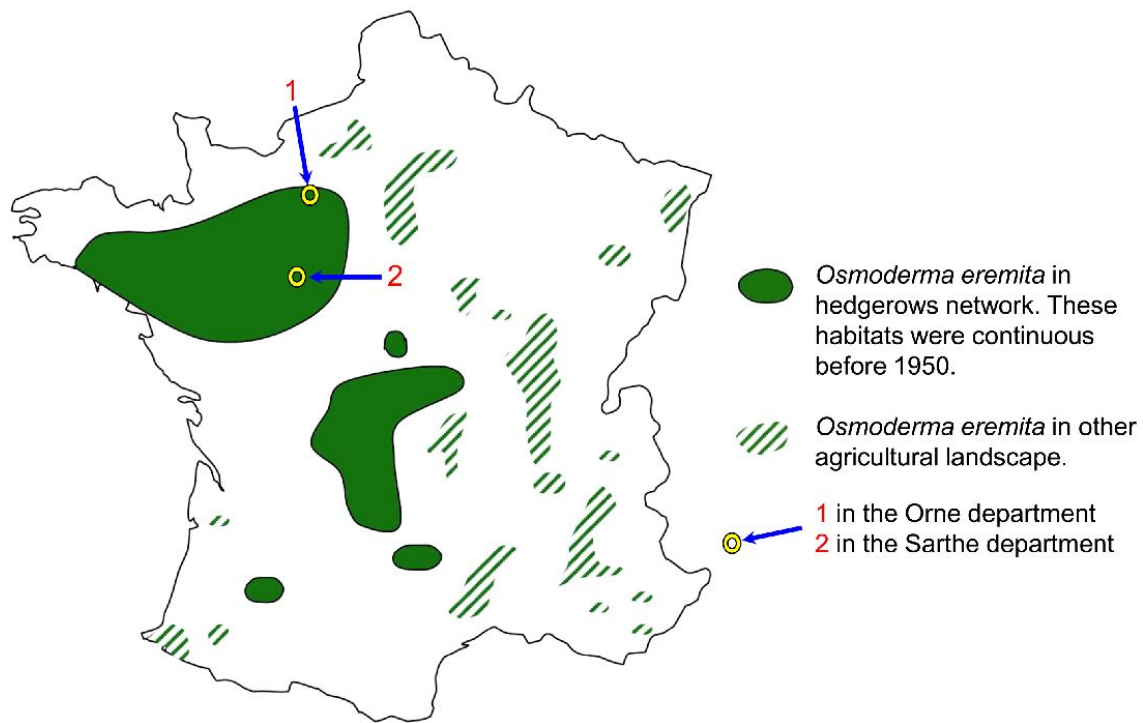 1
2
Osmoderma eremita in
hedgerows network. These
habitats were continuous
before 1950.
Osmoderma eremita in other
agricultural landscape.
1 in the Orne department
2 in the Sarthe department